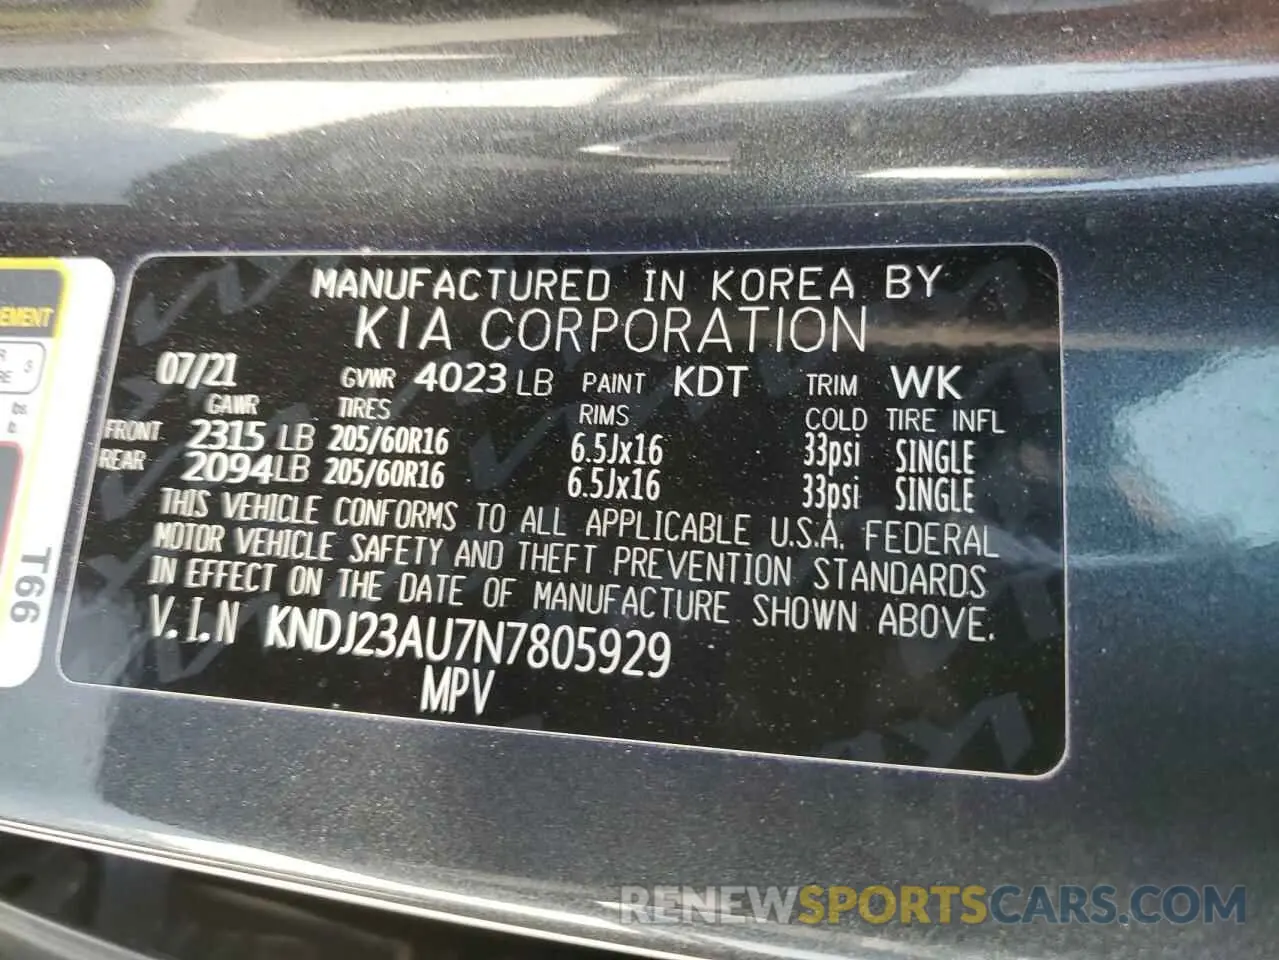 MANUFACTURED IN KOREA BY
KIA CORPORATION
07/21 GVWR 4023 LB PAINT KDT TRIM WK
GAWR TIRES RIMS COLD TIRE INFL
FRONT 2315 LB 205/60R16 6.5Jx16 33psi SINGLE
REAR 2094LB 205/60R16 6.5Jx16 33psi SINGLE
THIS VEHICLE CONFORMS TO ALL APPLICABLE U.S.A. FEDERAL
MOTOR VEHICLE SAFETY AND THEFT PREVENTION STANDARDS
IN EFFECT ON THE DATE OF MANUFACTURE SHOWN ABOVE.
V.I.N KNDJ23AU7N7805929
MPV
EMENT
T66
RENEWSPORTSCARS.COM